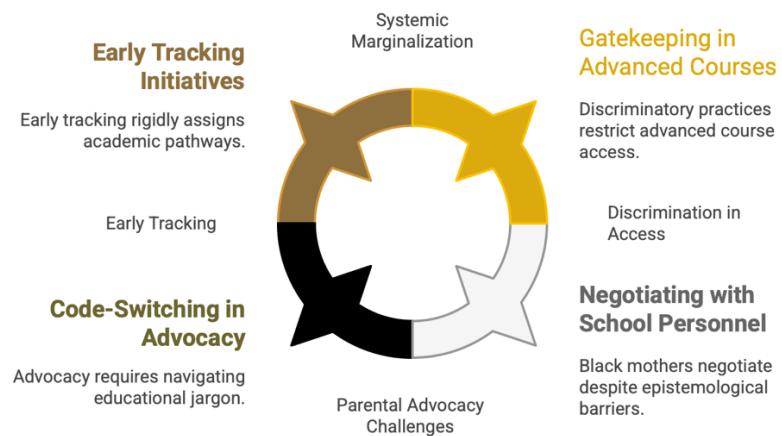 Systemic
Marginalization
Early Tracking
Initiatives
Early tracking rigidly assigns
academic pathways.
Gatekeeping in
Advanced Courses
Discriminatory practices
restrict advanced course
access.
Early Tracking
Discrimination in
Access
Code-Switching in
Advocacy
Advocacy requires navigating
educational jargon.
Negotiating with
School Personnel
Black mothers negotiate
despite epistemological
barriers.
Parental Advocacy
Challenges